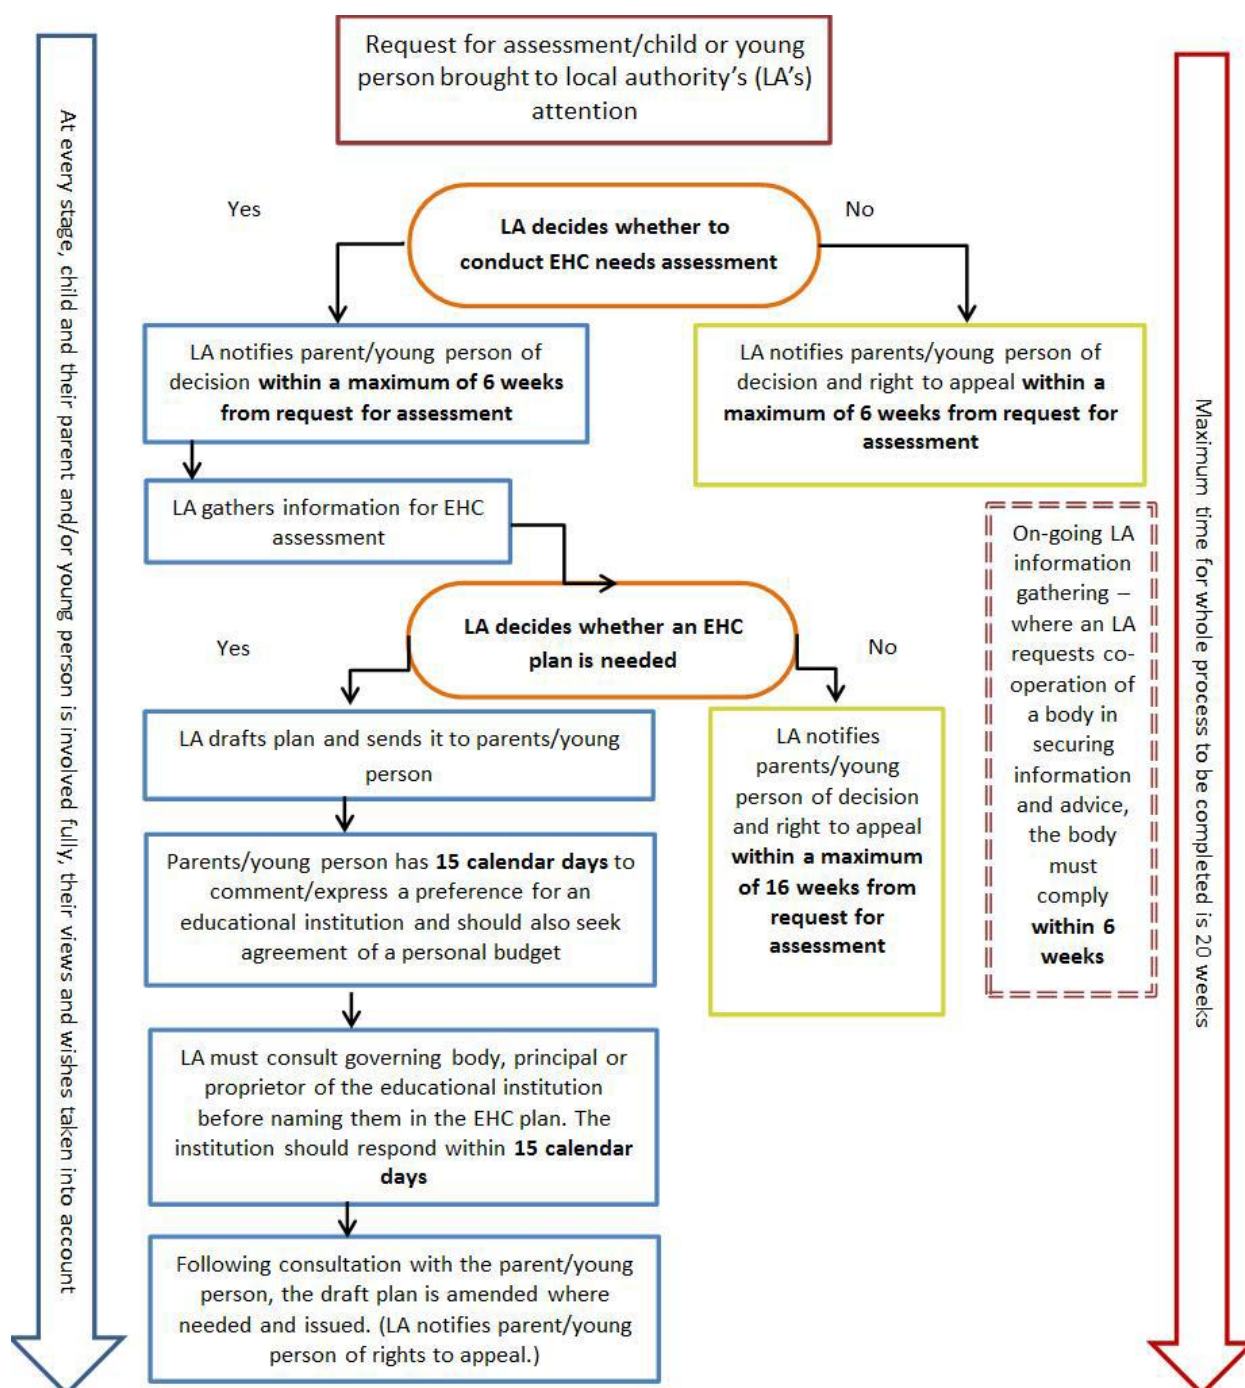 Request for assessment/child or young
person brought to local authority's (LA's)
attention
At every stage, child and their parent and/or young person is involved fully, their views and wishes taken into account
Maximum time for whole process to be completed is 20 weeks
Yes
LA decides whether to
conduct EHC needs assessment
No
LA notifies parent/young person of
decision within a maximum of 6 weeks
from request for assessment
LA notifies parents/young person of
decision and right to appeal within a
maximum of 6 weeks from request for
assessment
LA gathers information for EHC
assessment
On-going LA
information
gathering –
where an LA
requests co-
operation of
a body in
securing
information
and advice,
the body
must
comply
within 6
weeks
Yes
LA decides whether an EHC
plan is needed
No
LA drafts plan and sends it to parents/young
person
LA notifies
parents/young
person of decision
and right to appeal
within a maximum
of 16 weeks from
request for
assessment
Parents/young person has 15 calendar days to
comment/express a preference for an
educational institution and should also seek
agreement of a personal budget
LA must consult governing body, principal or
proprietor of the educational institution
before naming them in the EHC plan. The
institution should respond within 15 calendar
days
Following consultation with the parent/young
person, the draft plan is amended where
needed and issued. (LA notifies parent/young
person of rights to appeal.)